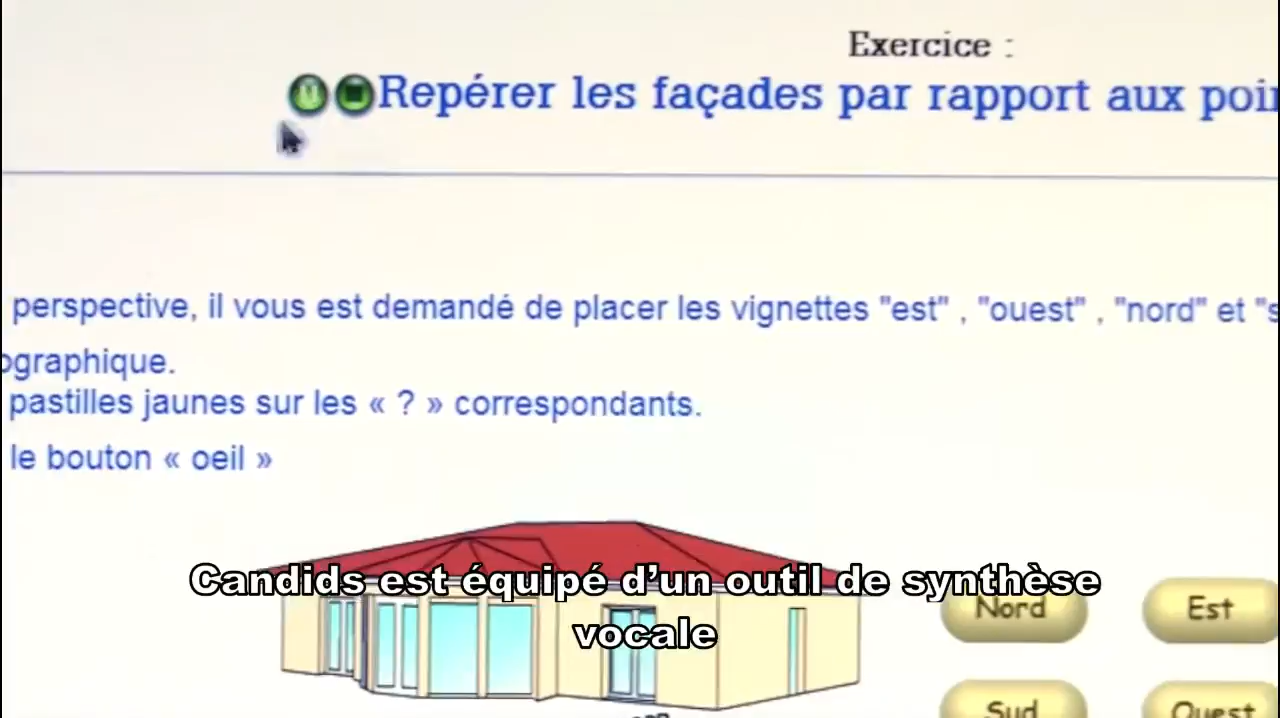 Exercice :
Repérer les façades par rapport aux poi
perspective, il vous est demandé de placer les vignettes "est" , "ouest" , "nord" et "s
ographique.
pastilles jaunes sur les « ? » correspondants.
le bouton « oeil »
Candids est équipé d’un outil de synthèse
vocale
Nord
Est
Sud
Ouest